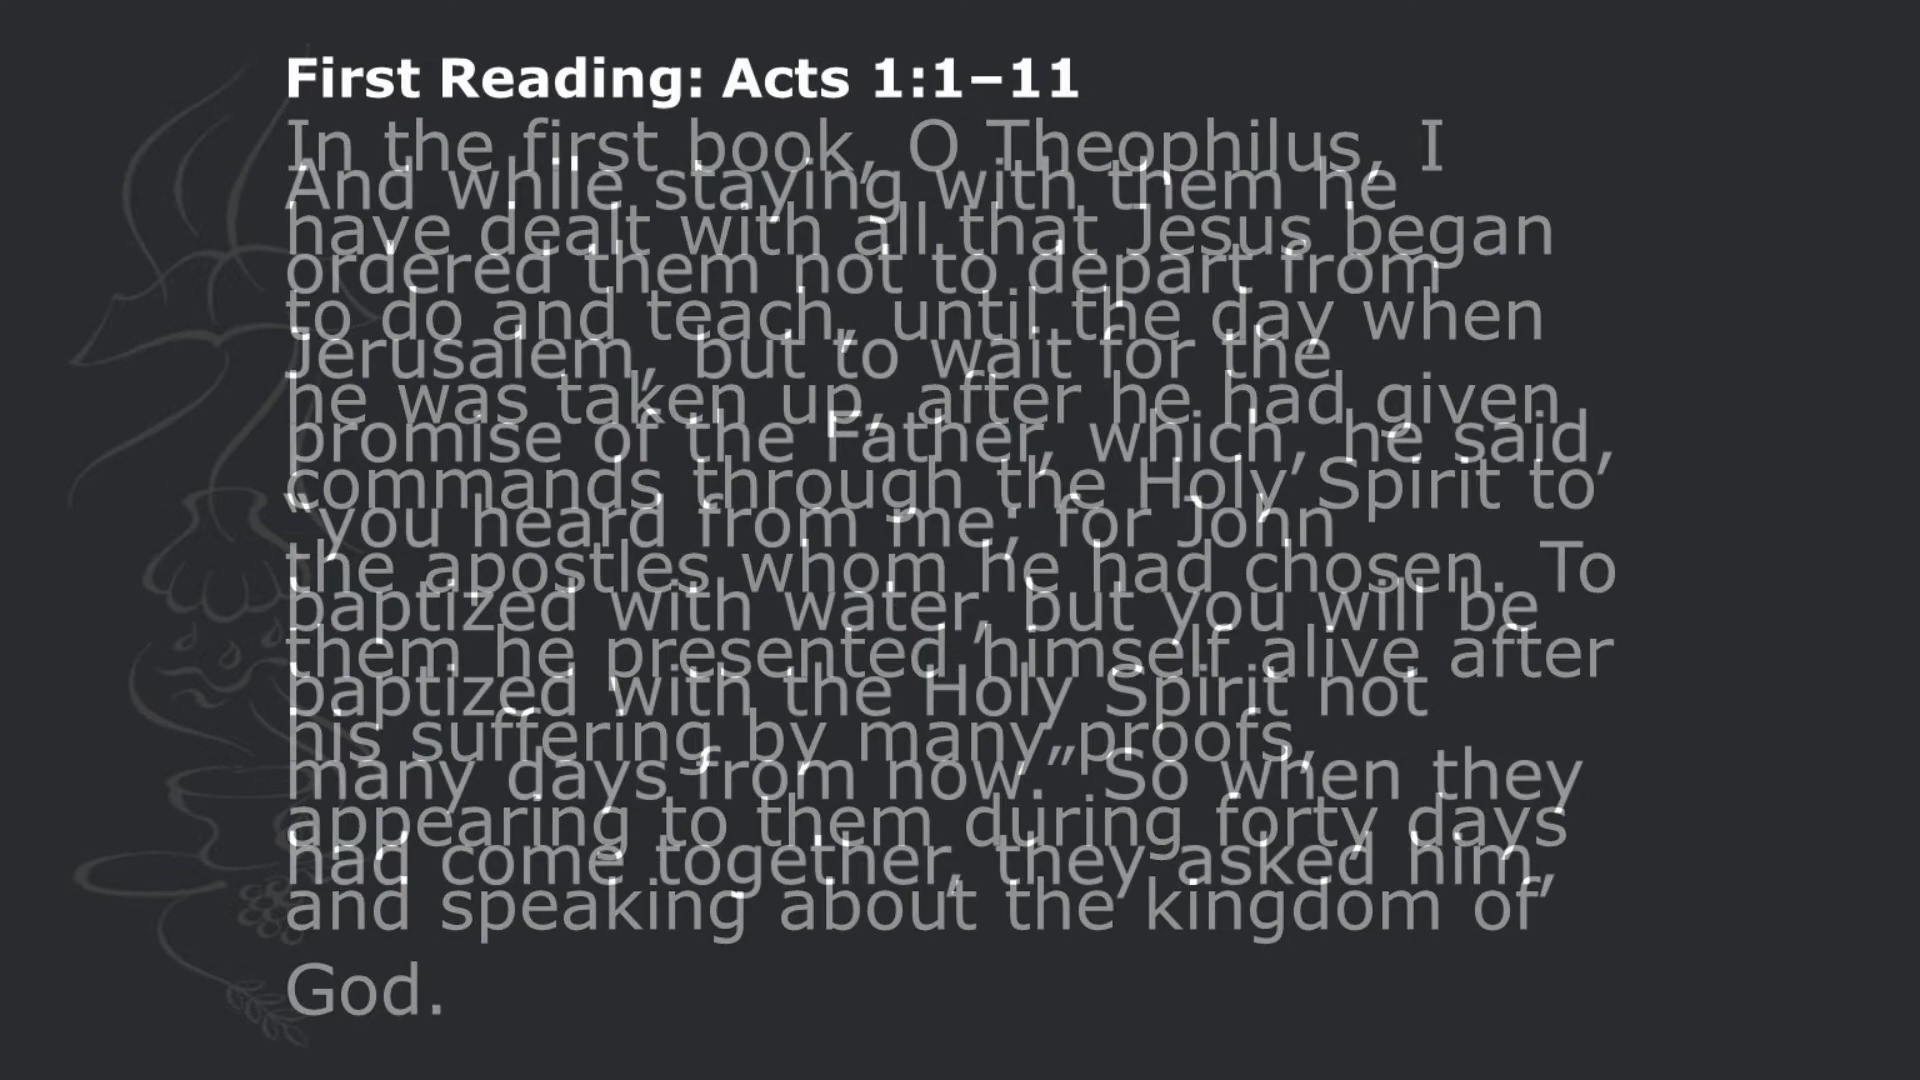 First Reading: Acts 1:1–11
In the first book, O Theophilus, I
And while staying with them he
have dealt with all that Jesus began
ordered them not to depart from
to do and teach, until the day when
Jerusalem, but to wait for the
he was taken up, after he had given
promise of the Father, which, he said,
commands through the Holy Spirit to
“you heard from me; for John
the apostles whom he had chosen. To
baptized with water, but you will be
them he presented himself alive after
baptized with the Holy Spirit not
his suffering by many proofs,
many days from now.” So when they
appearing to them during forty days
had come together, they asked him,
and speaking about the kingdom of
God.